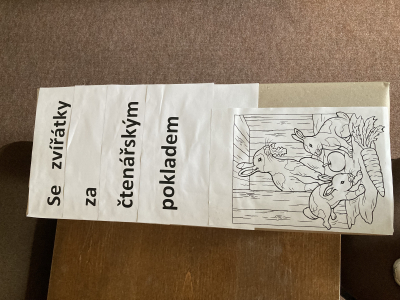 Se zvířátky
za
čtenářským
pokladem